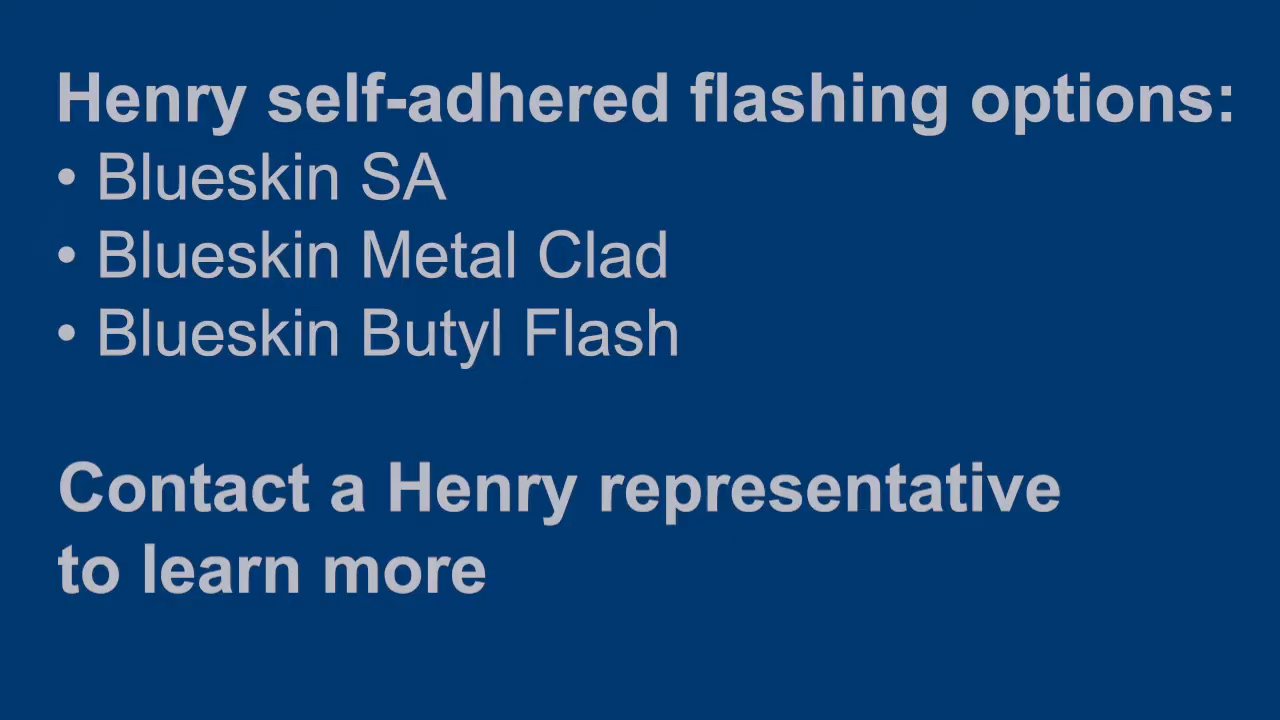 Henry self-adhered flashing options:
• Blueskin SA
• Blueskin Metal Clad
• Blueskin Butyl Flash
Contact a Henry representative
to learn more